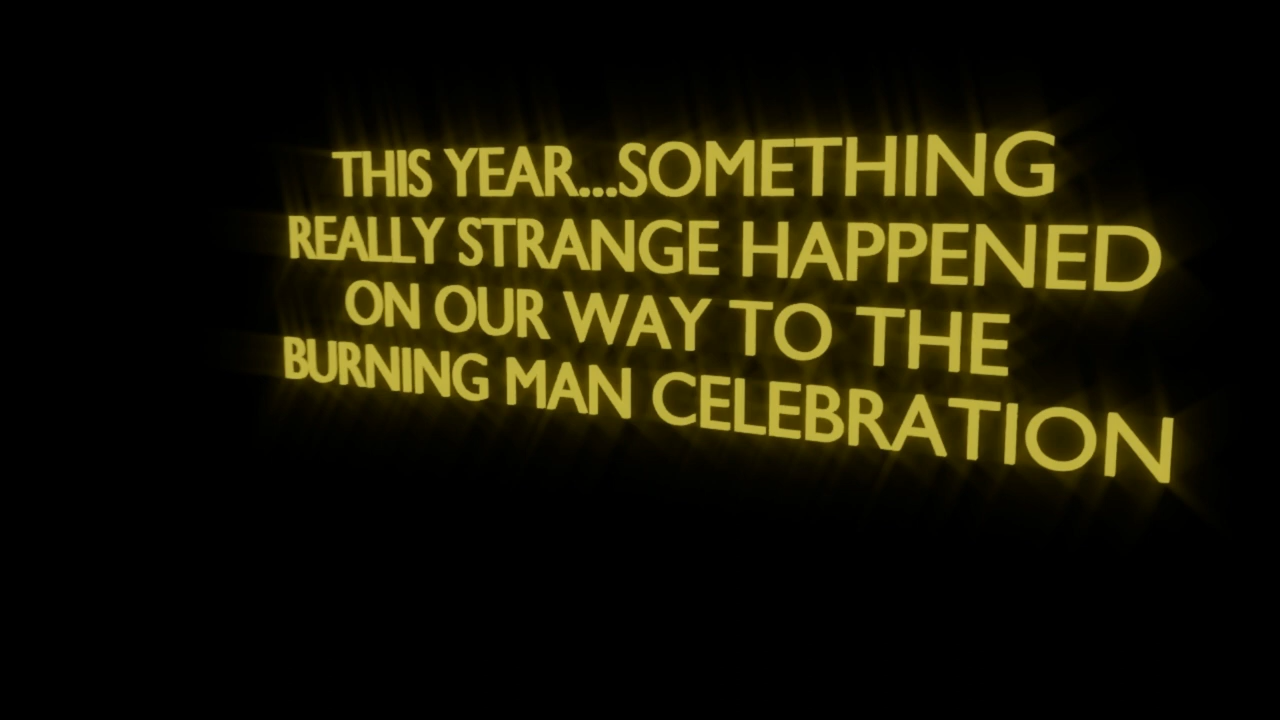 THIS YEAR...SOMETHING
REALLY STRANGE HAPPENED
ON OUR WAY TO THE
BURNING MAN CELEBRATION